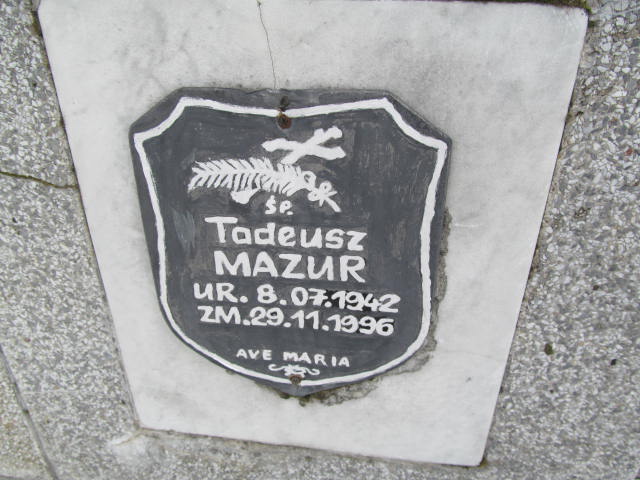 ŚP.
Tadeusz
MAZUR
UR. 8.07.1942
ZM.29.11.1996
AVE MARIA